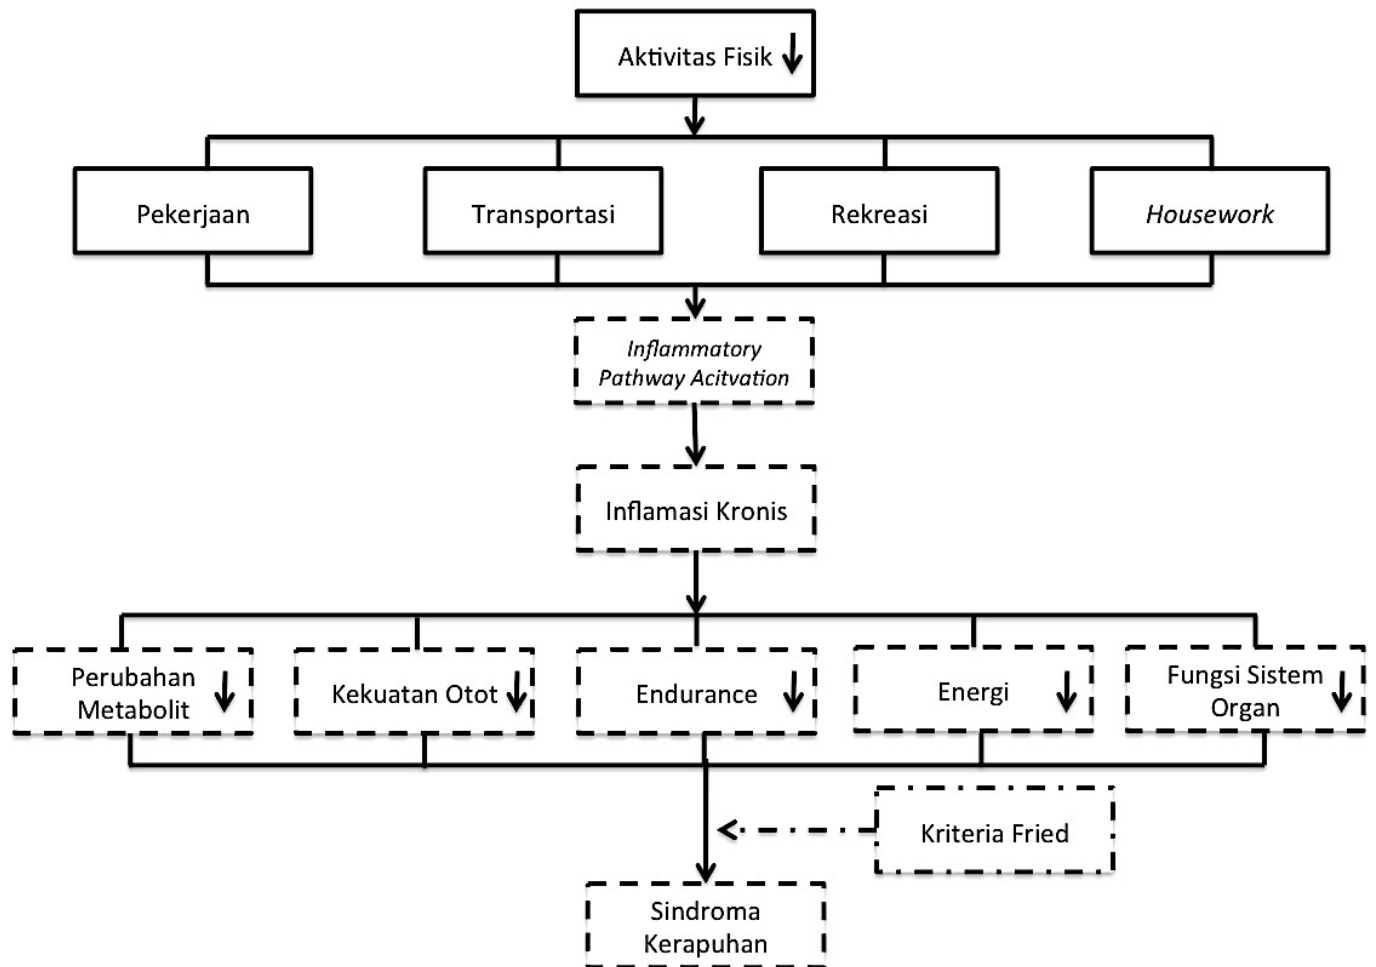 Aktivitas Fisik
Pekerjaan
Transportasi
Rekreasi
Housework
Inflammatory
Pathway Acitvation
Inflamasi Kronis
Perubahan
Metabolit
Kekuatan Otot
Endurance
Energi
Fungsi Sistem
Organ
Kriteria Fried
Sindroma
Kerapuhan